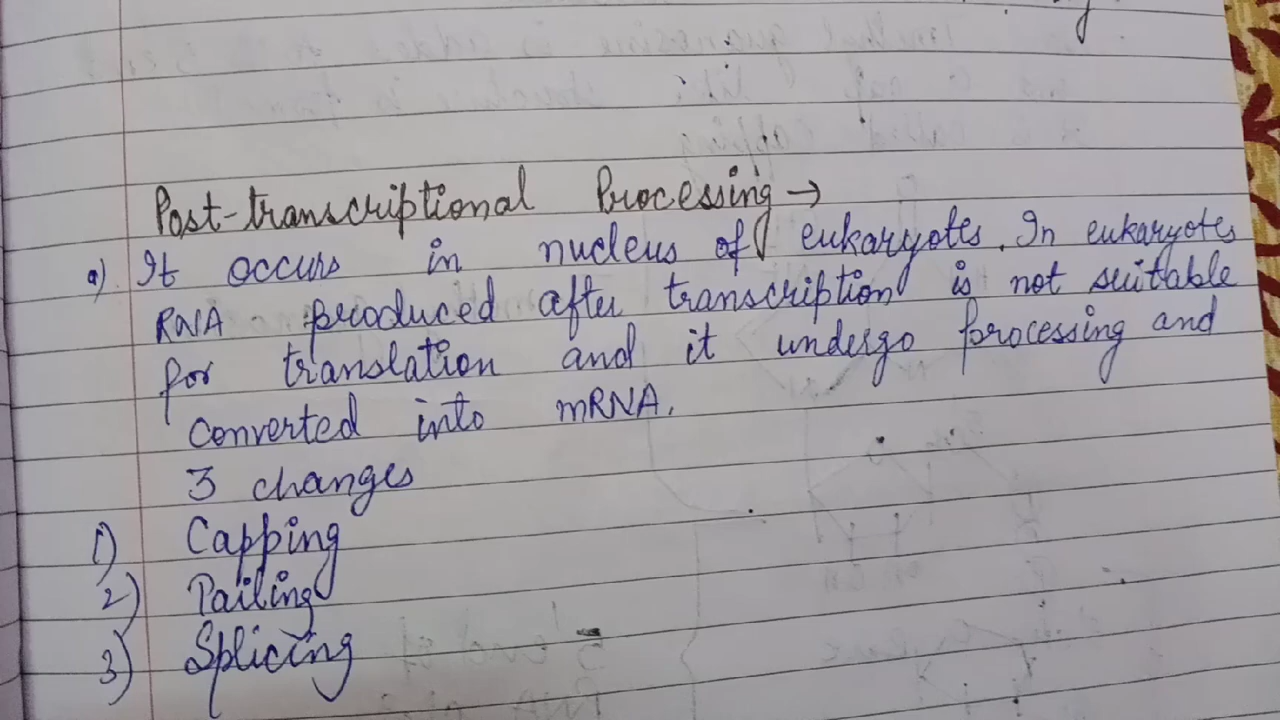 Post-transcriptional Processing →
a) It occurs in nucleus of eukaryotes. In eukaryotes
RNA produced after transcription is not suitable
for translation and it undergo processing and
converted into mRNA.
3 changes
1) Capping
2) Tailing
3) Splicing